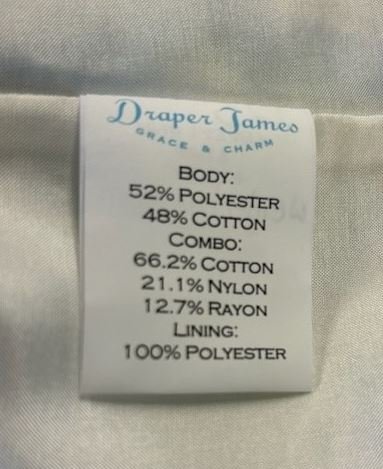 Draper James
GRACE & CHARM
BODY:
52% POLYESTER
48% COTTON
COMBO:
66.2% COTTON
21.1% NYLON
12.7% RAYON
LINING:
100% POLYESTER